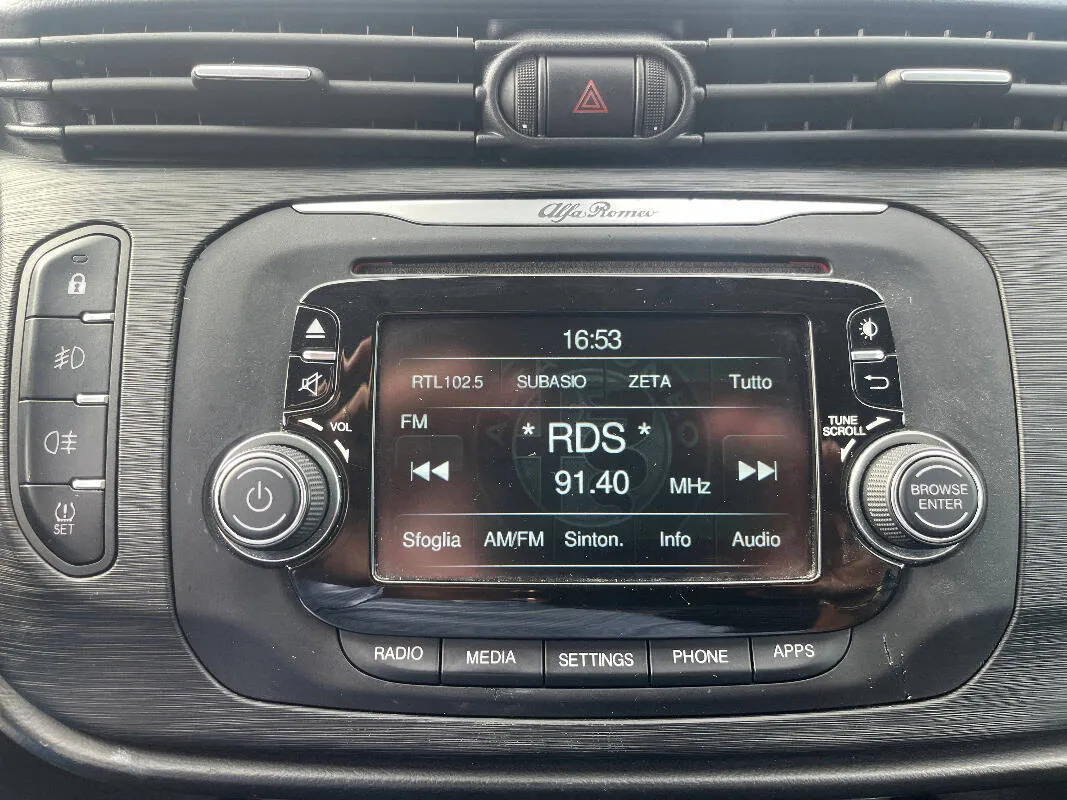 Alfa Romeo
16:53
RTL102.5 SUBASIO ZETA Tutto
FM
* RDS *
91.40 MHz
Sfoglia AM/FM Sinton. Info Audio
VOL
TUNE
SCROLL
BROWSE
ENTER
SET
RADIO MEDIA SETTINGS PHONE APPS